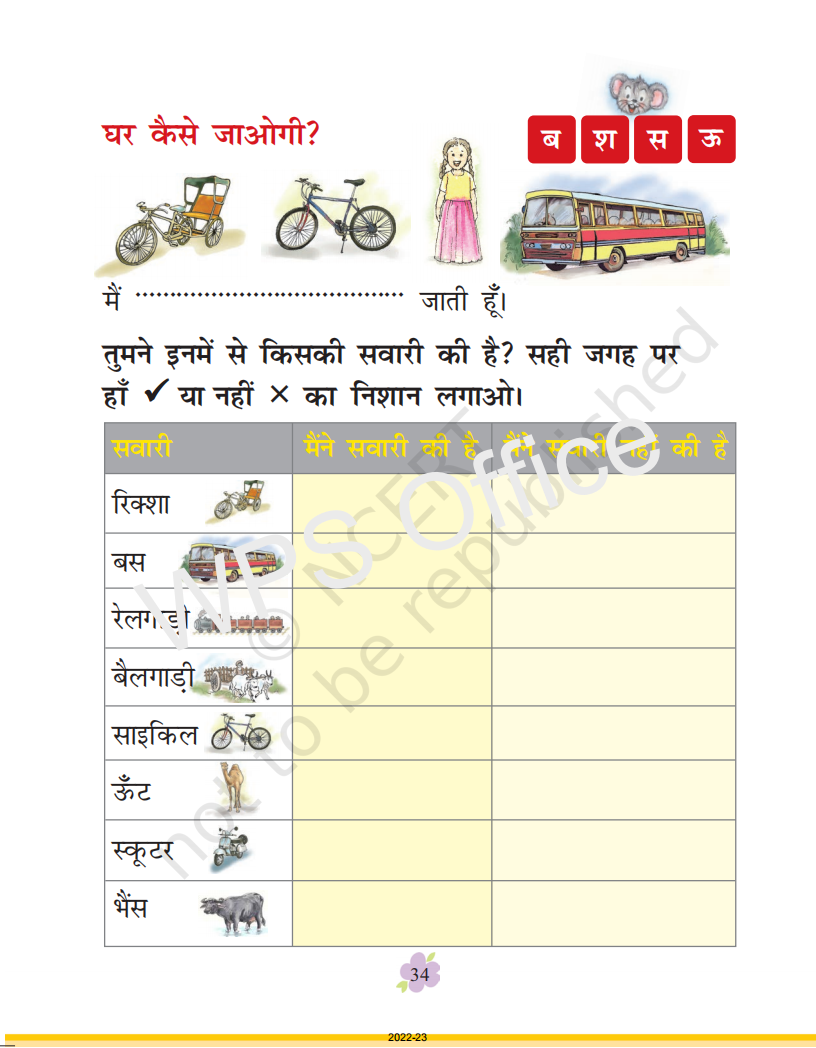 घर कैसे जाओगी?
ब श स ऊ
मैं ....................................... जाती हूँ।
तुमने इनमें से किसकी सवारी की है? सही जगह पर
हाँ ✓ या नहीं × का निशान लगाओ।
सवारी मैंने सवारी की है मैंने सवारी नहीं की है
रिक्शा
बस
रेलगाड़ी
बैलगाड़ी
साइकिल
ऊँट
स्कूटर
भैंस
© NCERT
not to be republished
WPS Office
34
2022-23